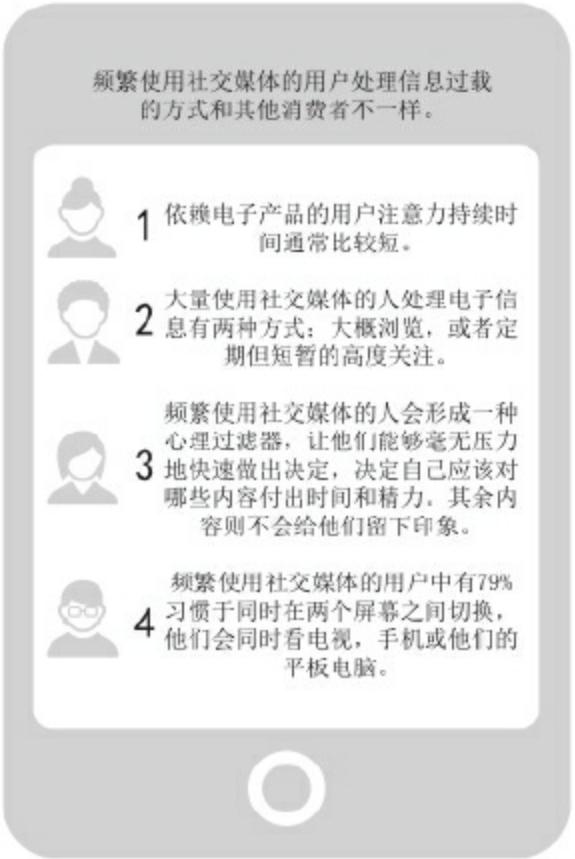 频繁使用社交媒体的用户处理信息过载
的方式和其他消费者不一样。
1 依赖电子产品的用户注意力持续时
间通常比较短。
大量使用社交媒体的人处理电子信
2 息有两种方式：大概浏览，或者定
期但短暂的高度关注。
频繁使用社交媒体的人会形成一种
心理过滤器，让他们能够毫无压力
3 地快速做出决定，决定自己应该对
哪些内容付出时间和精力，其余内
容则不会给他们留下印象。
频繁使用社交媒体的用户中有79%
4 习惯于同时在两个屏幕之间切换，
他们会同时看电视，手机或他们的
平板电脑。